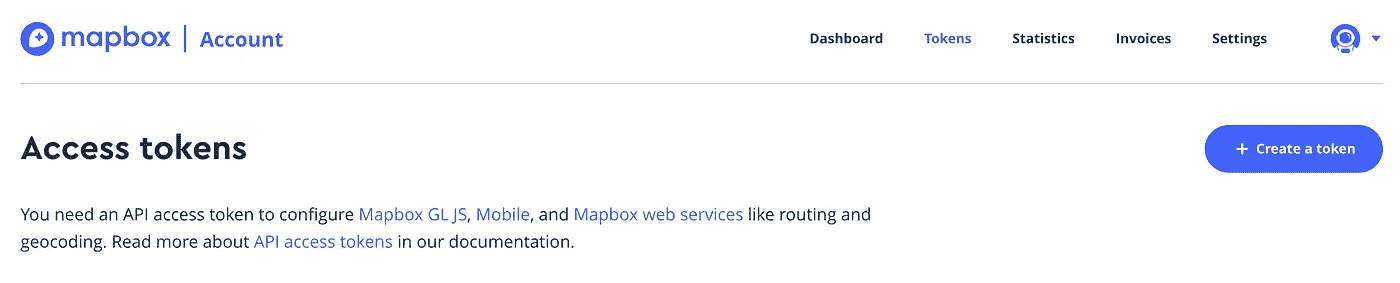 mapbox | Account
Dashboard Tokens Statistics Invoices Settings
Access tokens
+ Create a token
You need an API access token to configure Mapbox GL JS, Mobile, and Mapbox web services like routing and
geocoding. Read more about API access tokens in our documentation.